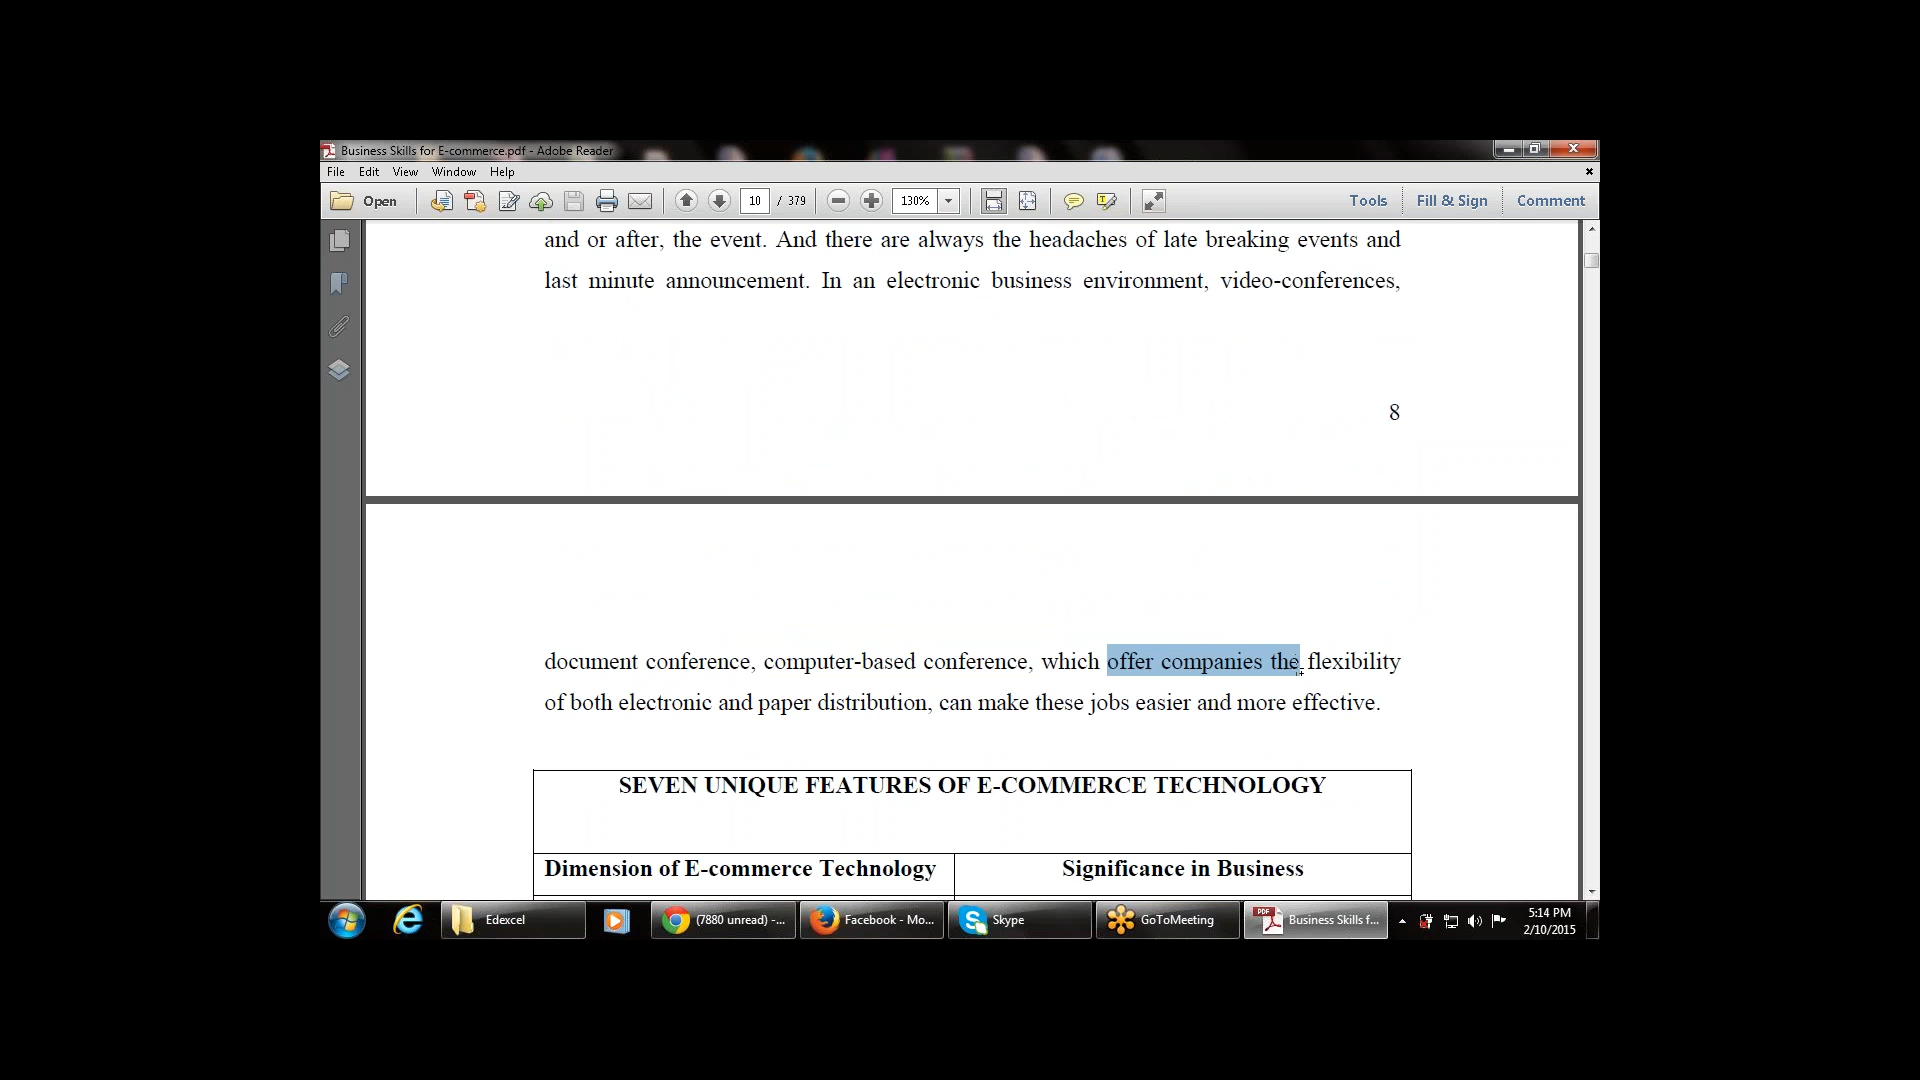 Business Skills for E-commerce.pdf - Adobe Reader
File Edit View Window Help
Open 10 / 379 130% Tools Fill & Sign Comment
and or after, the event. And there are always the headaches of late breaking events and
last minute announcement. In an electronic business environment, video-conferences,
8
document conference, computer-based conference, which offer companies the flexibility
of both electronic and paper distribution, can make these jobs easier and more effective.
SEVEN UNIQUE FEATURES OF E-COMMERCE TECHNOLOGY
Dimension of E-commerce Technology Significance in Business
Edexcel (7880 unread) -... Facebook - Mo... Skype GoToMeeting Business Skills f... 5:14 PM
2/10/2015